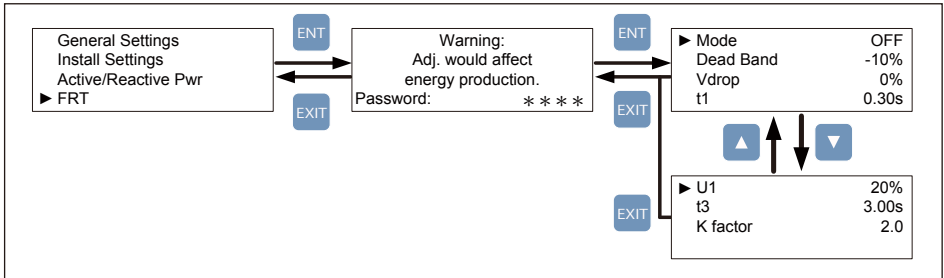 ENT
ENT
General Settings
Install Settings
Active/Reactive Pwr
► FRT
Warning:
Adj. would affect
energy production.
Password: ****
► Mode OFF
Dead Band -10%
Vdrop 0%
t1 0.30s
EXIT
EXIT
▲ ▼
► U1 20%
t3 3.00s
K factor 2.0
EXIT